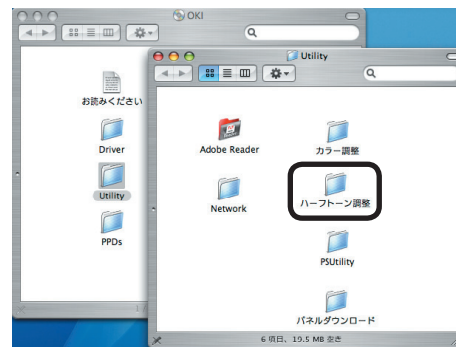 OKI
お読みください
Driver
Utility
PPDs
Utility
Adobe Reader
カラー調整
Network
ハーフトーン調整
PSUtility
パネルダウンロード
6 項目、19.5 MB 空き